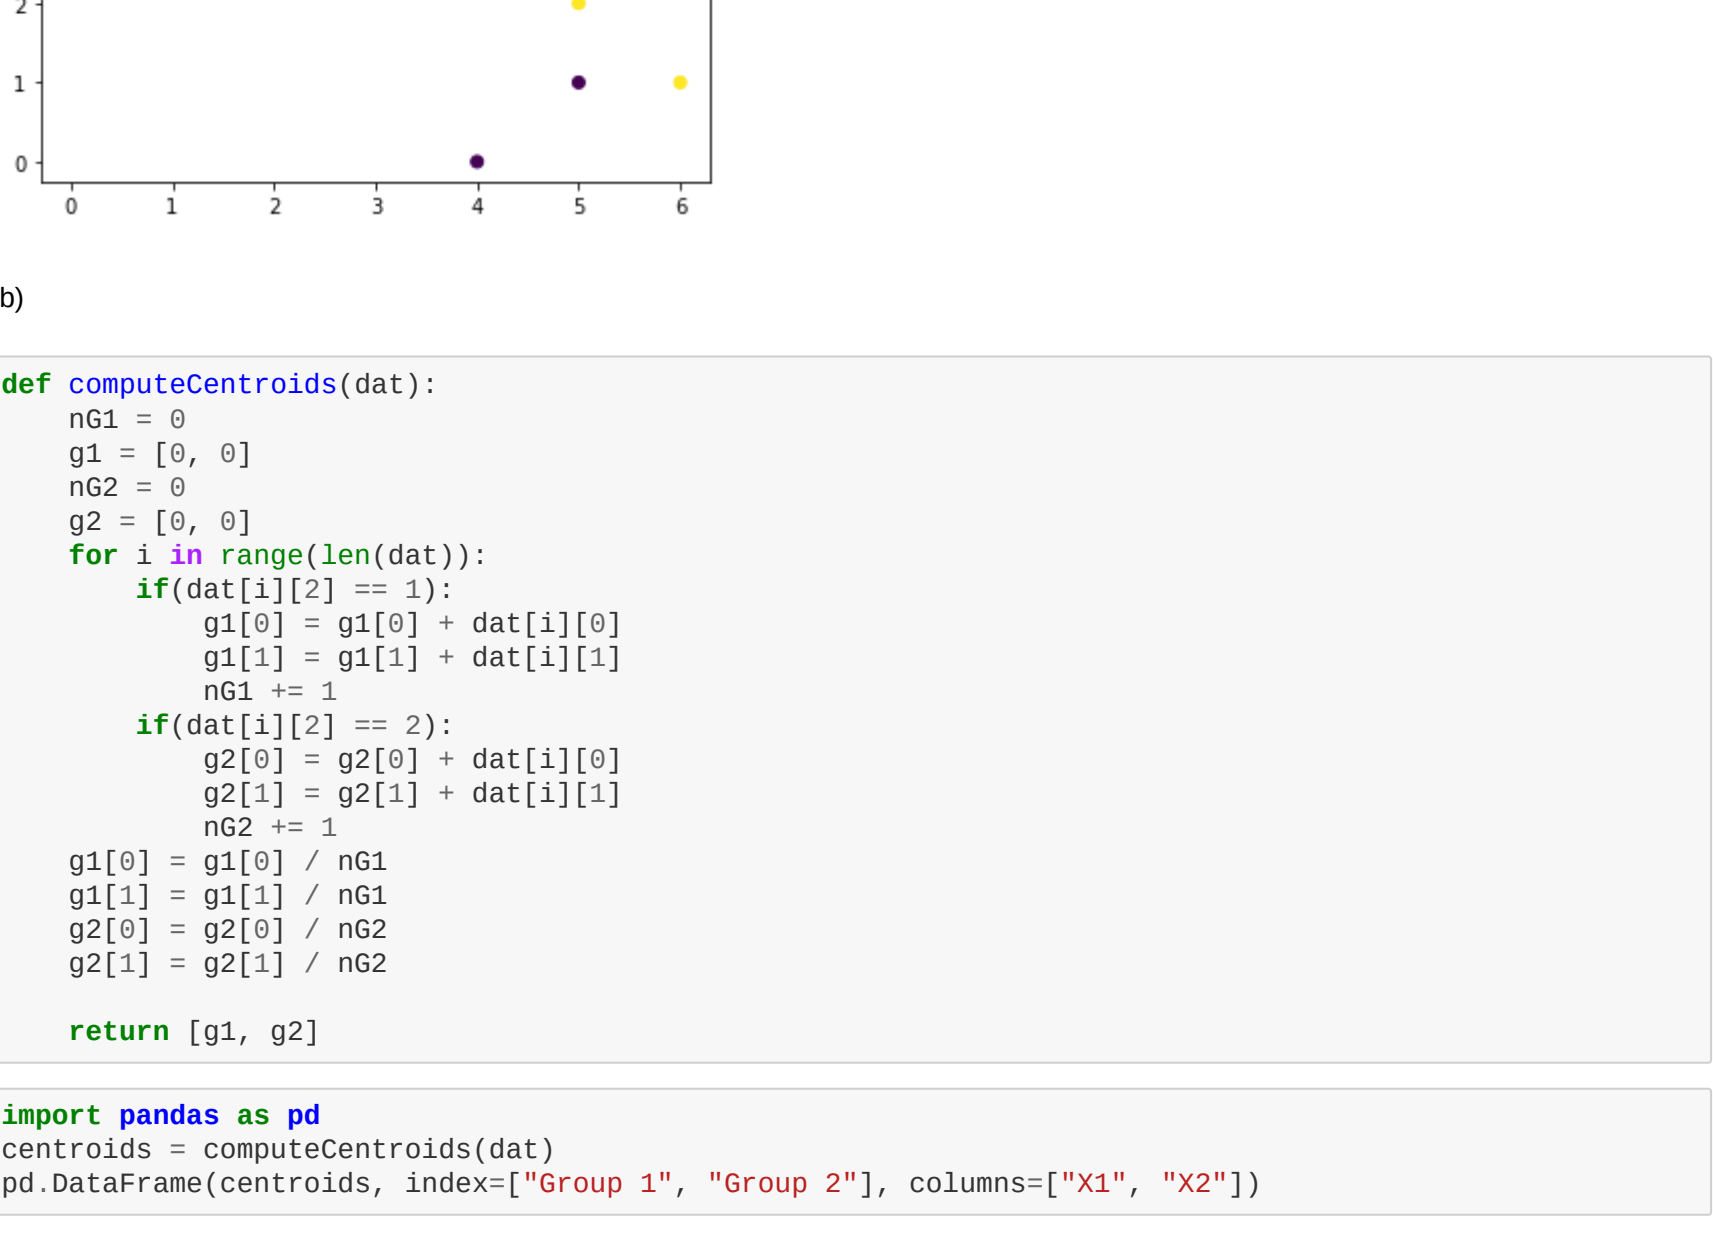 2
1
0
0 1 2 3 4 5 6
b)
def computeCentroids(dat):
    nG1 = 0
    g1 = [0, 0]
    nG2 = 0
    g2 = [0, 0]
    for i in range(len(dat)):
        if(dat[i][2] == 1):
            g1[0] = g1[0] + dat[i][0]
            g1[1] = g1[1] + dat[i][1]
            nG1 += 1
        if(dat[i][2] == 2):
            g2[0] = g2[0] + dat[i][0]
            g2[1] = g2[1] + dat[i][1]
            nG2 += 1
    g1[0] = g1[0] / nG1
    g1[1] = g1[1] / nG1
    g2[0] = g2[0] / nG2
    g2[1] = g2[1] / nG2
    return [g1, g2]
import pandas as pd
centroids = computeCentroids(dat)
pd.DataFrame(centroids, index=["Group 1", "Group 2"], columns=["X1", "X2"])